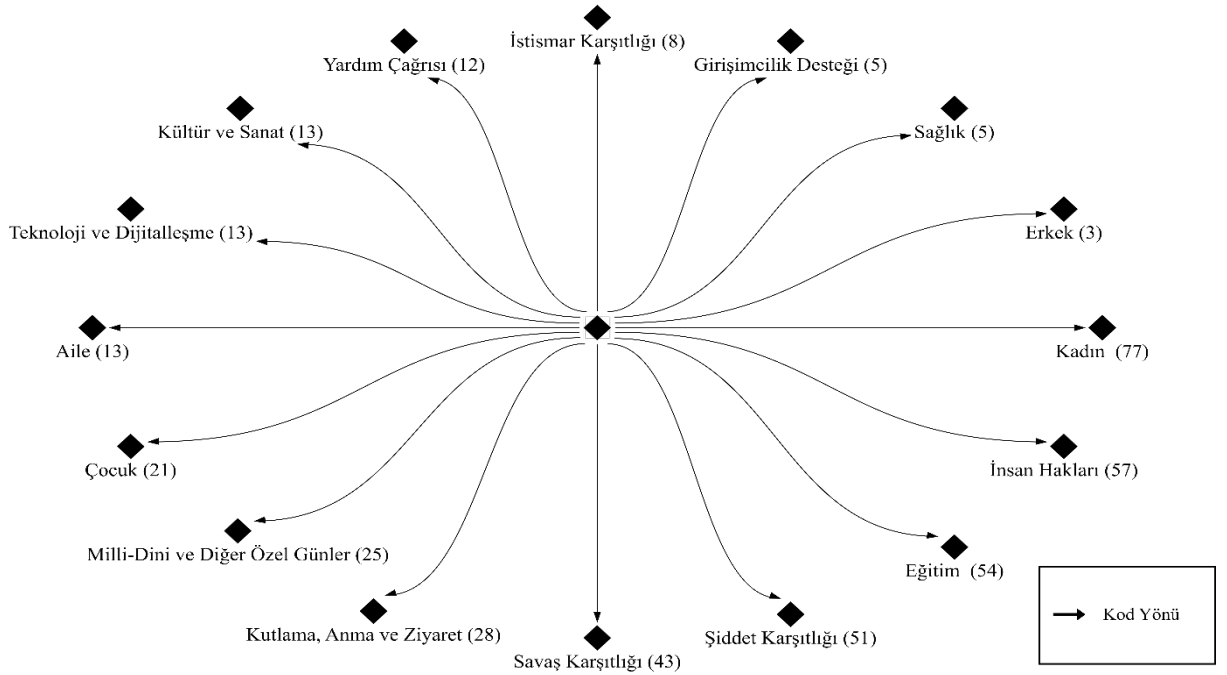 İstismar Karşıtlığı (8)
Yardım Çağrısı (12)
Girişimcilik Desteği (5)
Kültür ve Sanat (13)
Sağlık (5)
Teknoloji ve Dijitalleşme (13)
Erkek (3)
Aile (13)
Kadın (77)
Çocuk (21)
İnsan Hakları (57)
Milli-Dini ve Diğer Özel Günler (25)
Eğitim (54)
Kutlama, Anma ve Ziyaret (28)
Savaş Karşıtlığı (43)
Şiddet Karşıtlığı (51)
Kod Yönü